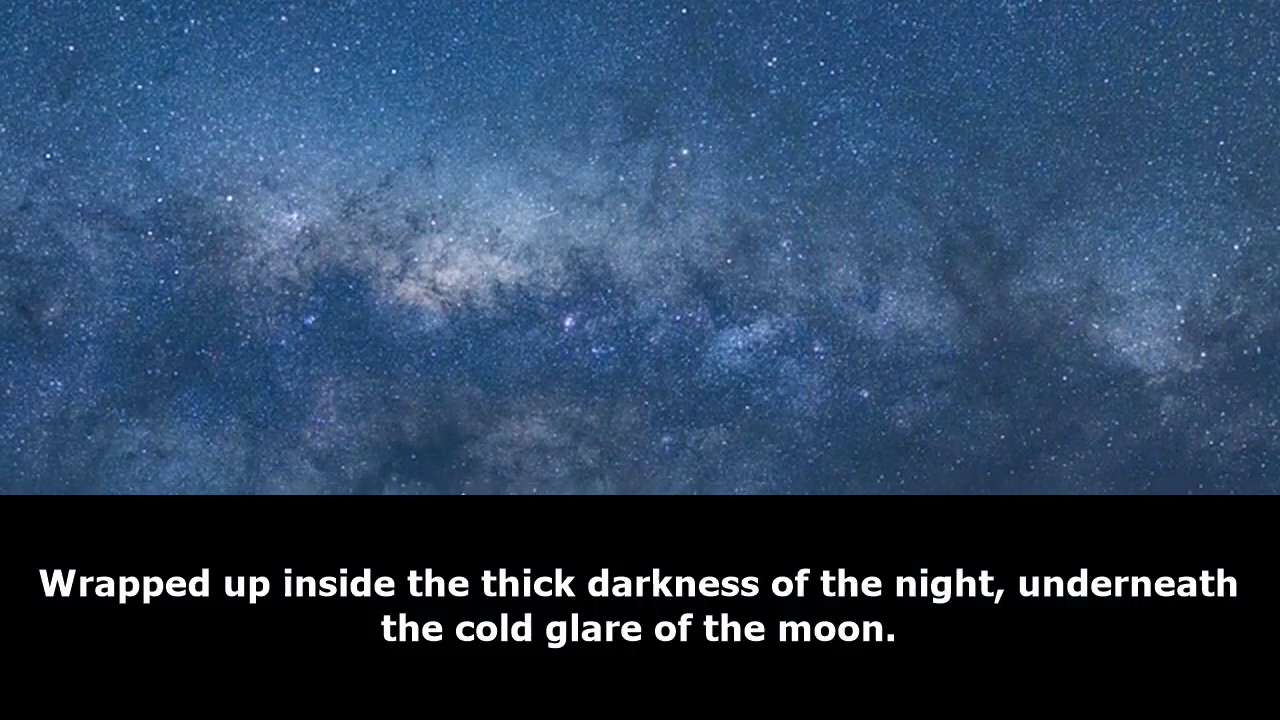 Wrapped up inside the thick darkness of the night, underneath
the cold glare of the moon.